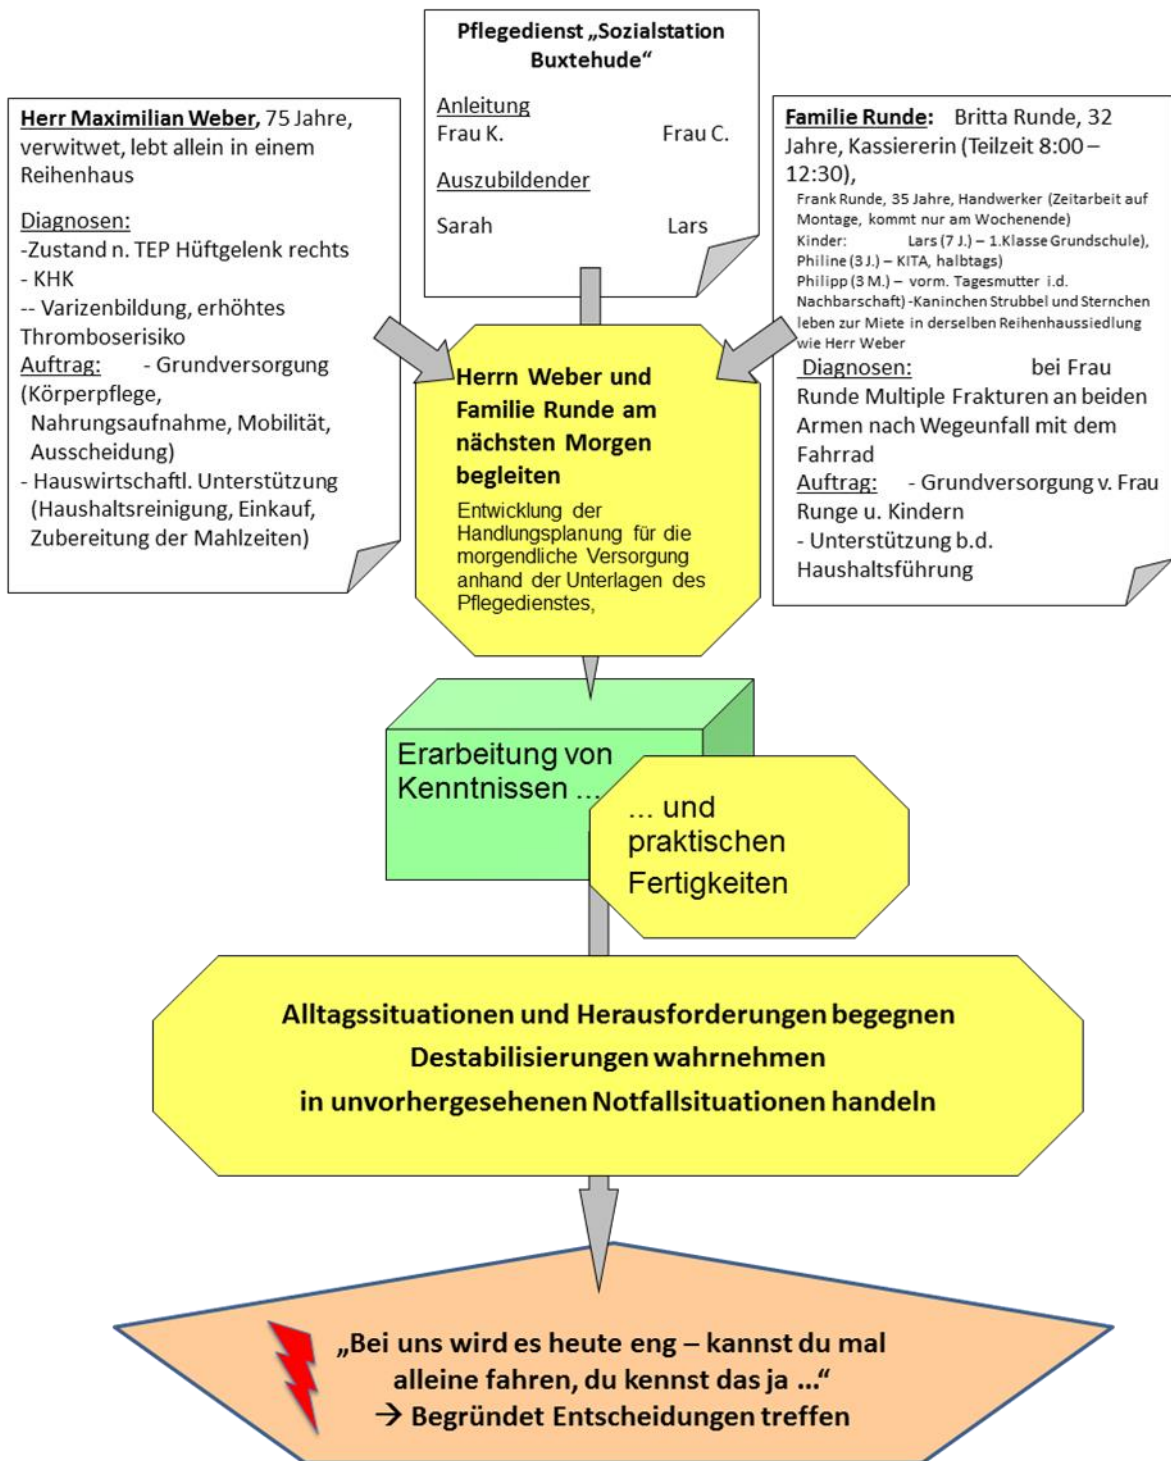 Pflegedienst „Sozialstation
Buxtehude“
Anleitung
Frau K. Frau C.
Auszubildender
Sarah Lars
Herr Maximilian Weber, 75 Jahre,
verwitwet, lebt allein in einem
Reihenhaus
Diagnosen:
-Zustand n. TEP Hüftgelenk rechts
- KHK
-- Varizenbildung, erhöhtes
Thromboserisiko
Auftrag: - Grundversorgung
(Körperpflege,
Nahrungsaufnahme, Mobilität,
Ausscheidung)
- Hauswirtschaftl. Unterstützung
(Haushaltsreinigung, Einkauf,
Zubereitung der Mahlzeiten)
Familie Runde: Britta Runde, 32
Jahre, Kassiererin (Teilzeit 8:00 –
12:30),
Frank Runde, 35 Jahre, Handwerker (Zeitarbeit auf
Montage, kommt nur am Wochenende)
Kinder: Lars (7 J.) – 1.Klasse Grundschule),
Philine (3 J.) – KITA, halbtags)
Philipp (3 M.) – vorm. Tagesmutter i.d.
Nachbarschaft) -Kaninchen Strubbel und Sternchen
leben zur Miete in derselben Reihenhaussiedlung
wie Herr Weber
Diagnosen: bei Frau
Runde Multiple Frakturen an beiden
Armen nach Wegeunfall mit dem
Fahrrad
Auftrag: - Grundversorgung v. Frau
Runge u. Kindern
- Unterstützung b.d.
Haushaltsführung
Herrn Weber und
Familie Runde am
nächsten Morgen
begleiten
Entwicklung der
Handlungsplanung für die
morgendliche Versorgung
anhand der Unterlagen des
Pflegedienstes,
Erarbeitung von
Kenntnissen ...
... und
praktischen
Fertigkeiten
Alltagssituationen und Herausforderungen begegnen
Destabilisierungen wahrnehmen
in unvorhergesehenen Notfallsituationen handeln
„Bei uns wird es heute eng – kannst du mal
alleine fahren, du kennst das ja ...“
→ Begründet Entscheidungen treffen